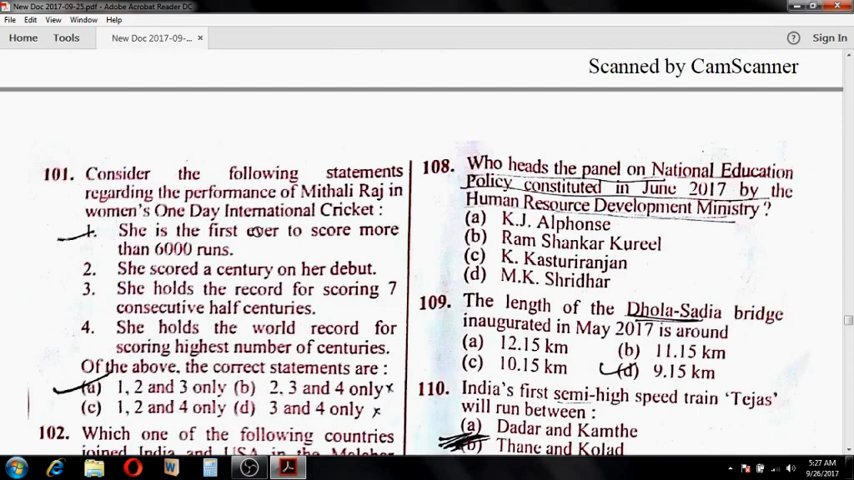 New Doc 2017-09-25.pdf - Adobe Acrobat Reader DC
File Edit View Window Help
Home Tools New Doc 2017-09-... × Sign In
Scanned by CamScanner
101. Consider the following statements
regarding the performance of Mithali Raj in
women's One Day International Cricket :
1. She is the first ever to score more
than 6000 runs.
2. She scored a century on her debut.
3. She holds the record for scoring 7
consecutive half centuries.
4. She holds the world record for
scoring highest number of centuries.
Of the above, the correct statements are :
(a) 1, 2 and 3 only (b) 2, 3 and 4 only
(c) 1, 2 and 4 only (d) 3 and 4 only
102. Which one of the following countries
joined India and USA in the Malabar
108. Who heads the panel on National Education
Policy constituted in June 2017 by the
Human Resource Development Ministry ?
(a) K.J. Alphonse
(b) Ram Shankar Kureel
(c) K. Kasturiranjan
(d) M.K. Shridhar
109. The length of the Dhola-Sadia bridge
inaugurated in May 2017 is around
(a) 12.15 km (b) 11.15 km
(c) 10.15 km (d) 9.15 km
110. India's first semi-high speed train 'Tejas'
will run between :
(a) Dadar and Kamthe
(b) Thane and Kolad
5:27 AM
9/26/2017